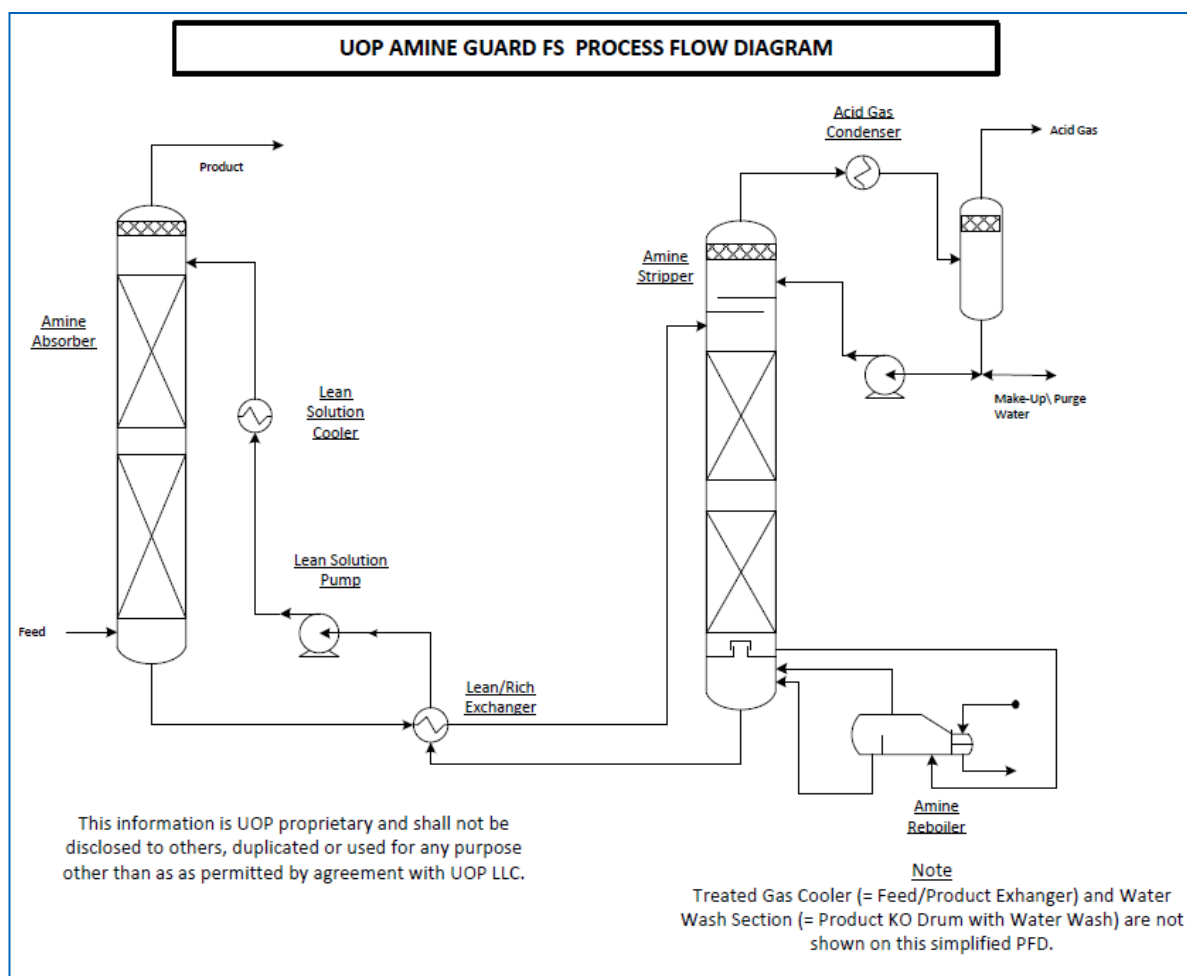 UOP AMINE GUARD FS  PROCESS FLOW DIAGRAM
Acid Gas
Condenser
Acid Gas
Product
Amine
Stripper
Amine
Absorber
Lean
Solution
Cooler
Make-Up\ Purge
Water
Lean Solution
Pump
Feed
Lean/Rich
Exchanger
Amine
Reboiler
This information is UOP proprietary and shall not be
disclosed to others, duplicated or used for any purpose
other than as as permitted by agreement with UOP LLC.
Note
Treated Gas Cooler (= Feed/Product Exhanger) and Water
Wash Section (= Product KO Drum with Water Wash) are not
shown on this simplified PFD.